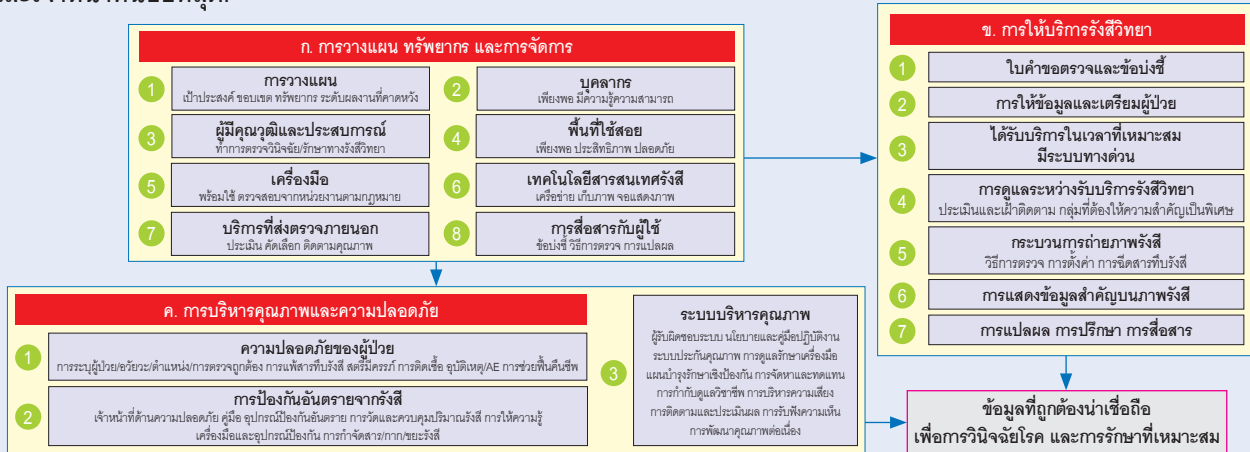 ก. การวางแผน ทรัพยากร และการจัดการ
1
การวางแผน
เป้าประสงค์ ขอบเขต ทรัพยากร ระดับผลงานที่คาดหวัง
2
บุคลากร
เพียงพอ มีความรู้ความสามารถ
3
ผู้มีคุณวุฒิและประสบการณ์
ทำการตรวจวินิจฉัย/รักษาทางรังสีวิทยา
4
พื้นที่ใช้สอย
เพียงพอ ประสิทธิภาพ ปลอดภัย
5
เครื่องมือ
พร้อมใช้ ตรวจสอบจากหน่วยงานตามกฎหมาย
6
เทคโนโลยีสารสนเทศรังสี
เครือข่าย เก็บภาพ จอแสดงภาพ
7
บริการที่ส่งตรวจภายนอก
ประเมิน คัดเลือก ติดตามคุณภาพ
8
การสื่อสารกับผู้ใช้
ข้อบ่งชี้ วิธีการตรวจ การแปลผล
ข. การให้บริการรังสีวิทยา
1
ใบคำขอตรวจและข้อบ่งชี้
2
การให้ข้อมูลและเตรียมผู้ป่วย
3
ได้รับบริการในเวลาที่เหมาะสม
มีระบบทางด่วน
4
การดูแลระหว่างรับบริการรังสีวิทยา
ประเมินและเฝ้าติดตาม กลุ่มที่ต้องให้ความสำคัญเป็นพิเศษ
5
กระบวนการถ่ายภาพรังสี
วิธีการตรวจ การตั้งค่า การฉีดสารทึบรังสี
6
การแสดงข้อมูลสำคัญบนภาพรังสี
7
การแปลผล การปรึกษา การสื่อสาร
ค. การบริหารคุณภาพและความปลอดภัย
1
ความปลอดภัยของผู้ป่วย
การระบุผู้ป่วย/อวัยวะ/ตำแหน่ง/การตรวจถูกต้อง การแพ้สารทึบรังสี สตรีมีครรภ์ การติดเชื้อ อุบัติเหตุ/AE การช่วยฟื้นคืนชีพ
2
การป้องกันอันตรายจากรังสี
เจ้าหน้าที่ด้านความปลอดภัย คู่มือ อุปกรณ์ป้องกันอันตราย การวัดและควบคุมปริมาณรังสี การให้ความรู้
เครื่องมือและอุปกรณ์ป้องกัน การกำจัดสาร/กาก/ขยะรังสี
3
ระบบบริหารคุณภาพ
ผู้รับผิดชอบระบบ นโยบายและคู่มือปฏิบัติงาน
ระบบประกันคุณภาพ การดูแลรักษาเครื่องมือ
แผนบำรุงรักษาเชิงป้องกัน การจัดหาและทดแทน
การกำกับดูแลวิชาชีพ การบริหารความเสี่ยง
การติดตามและประเมินผล การรับฟังความเห็น
การพัฒนาคุณภาพต่อเนื่อง
ข้อมูลที่ถูกต้องน่าเชื่อถือ
เพื่อการวินิจฉัยโรค และการรักษาที่เหมาะสม